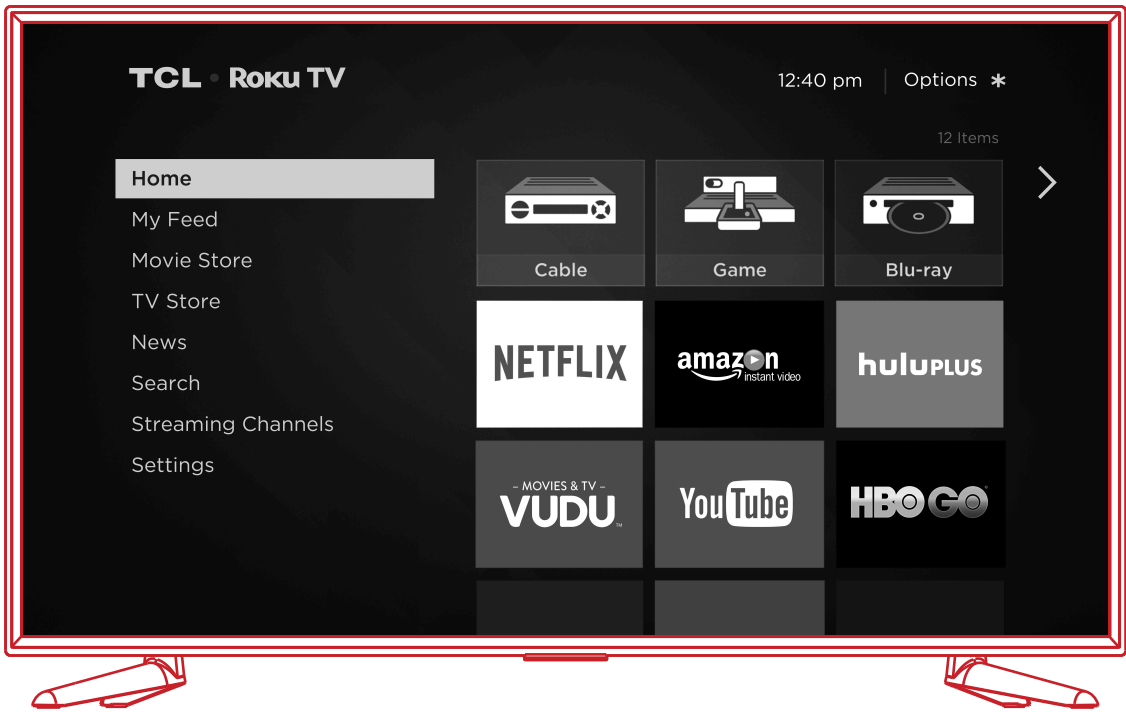 TCL • Roku TV
12:40 pm
Options *
12 Items
Home
My Feed
Movie Store
TV Store
News
Search
Streaming Channels
Settings
Cable
Game
Blu-ray
NETFLIX
amazon
instant video
huluPLUS
– MOVIES & TV –
VUDU™
YouTube
HBO GO®